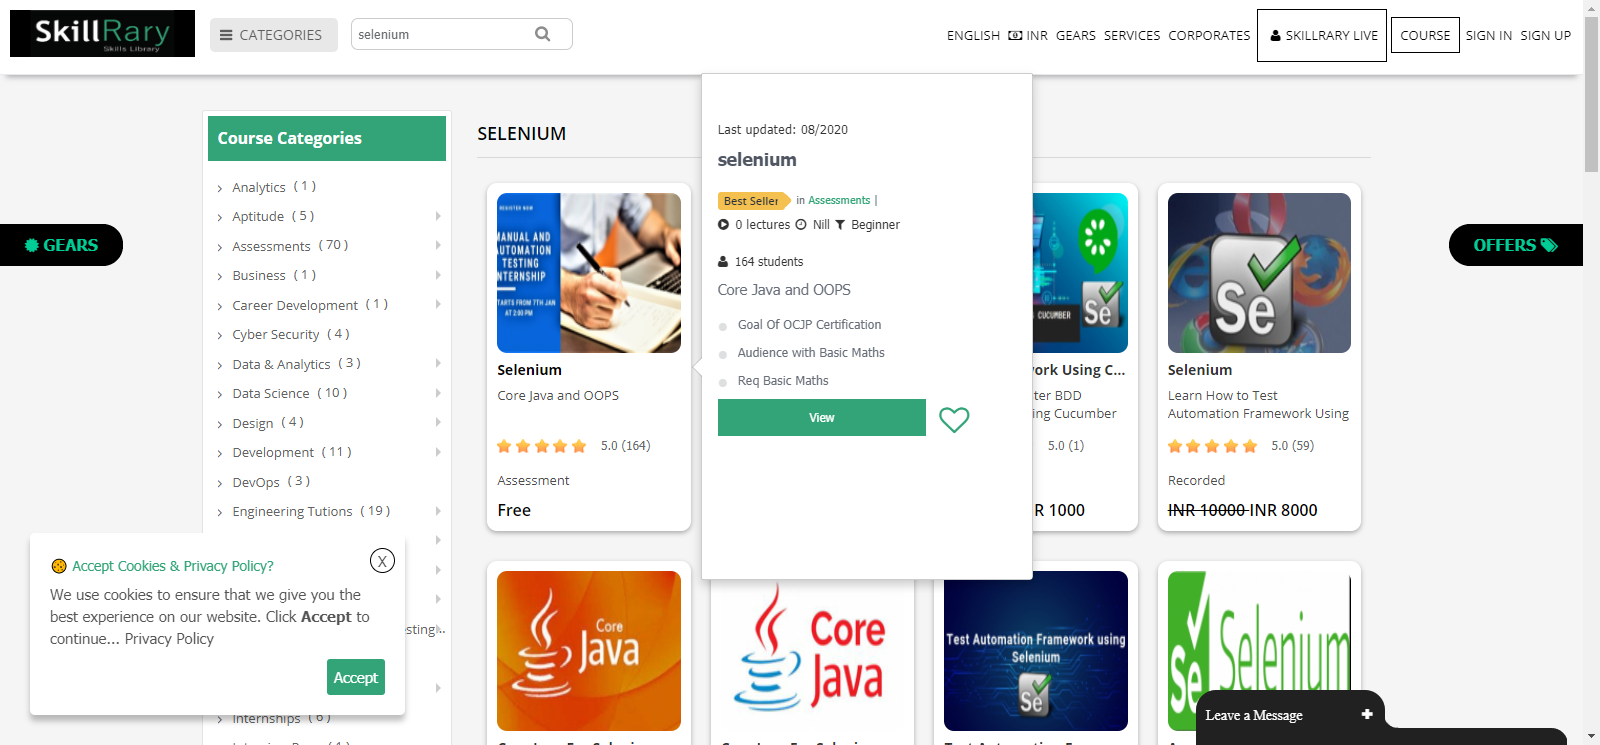 SkillRary
Skills Library
CATEGORIES
selenium
ENGLISH INR GEARS SERVICES CORPORATES SKILLRARY LIVE COURSE SIGN IN SIGN UP
Course Categories
Analytics ( 1 )
Aptitude ( 5 )
Assessments ( 70 )
Business ( 1 )
Career Development ( 1 )
Cyber Security ( 4 )
Data & Analytics ( 3 )
Data Science ( 10 )
Design ( 4 )
Development ( 11 )
DevOps ( 3 )
Engineering Tutions ( 19 )
esting...
Internships ( 6 )
GEARS
OFFERS
Accept Cookies & Privacy Policy?
X
We use cookies to ensure that we give you the
best experience on our website. Click Accept to
continue... Privacy Policy
Accept
SELENIUM
REGISTER NOW
MANUAL AND
AUTOMATION
TESTING
INTERNSHIP
STARTS FROM 7TH JAN
AT 2:00 PM
Selenium
Core Java and OOPS
5.0 (164)
Assessment
Free
Last updated: 08/2020
selenium
Best Seller in Assessments |
0 lectures Nill Beginner
164 students
Core Java and OOPS
Goal Of OCJP Certification
Audience with Basic Maths
Req Basic Maths
View
CUCUMBER
Se
ork Using C...
ter BDD
ing Cucumber
5.0 (1)
R 1000
Se
Selenium
Learn How to Test
Automation Framework Using
5.0 (59)
Recorded
INR 10000 INR 8000
Core
Java
Core
Java
Test Automation Framework using
Selenium
Se
Se Selenium
Leave a Message